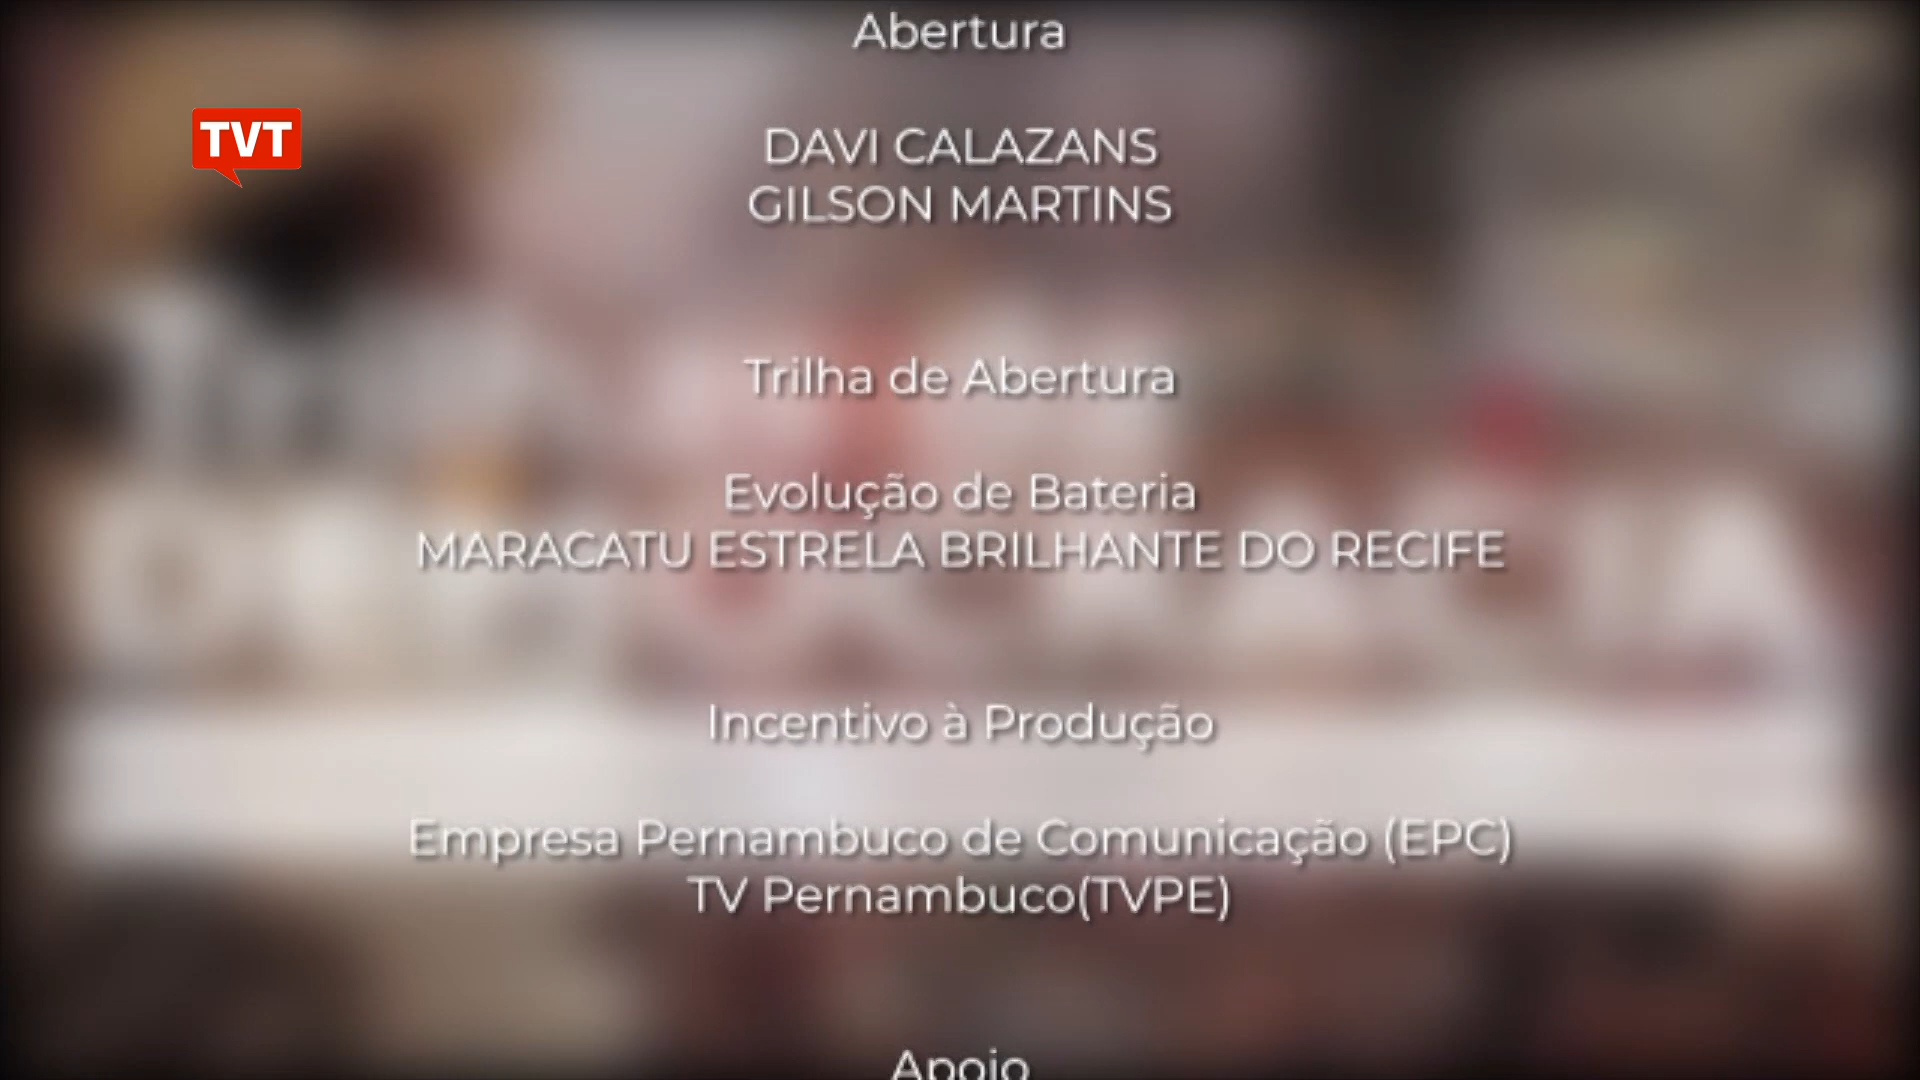 Abertura
TVT
DAVI CALAZANS
GILSON MARTINS
Trilha de Abertura
Evolução de Bateria
MARACATU ESTRELA BRILHANTE DO RECIFE
Incentivo à Produção
Empresa Pernambuco de Comunicação (EPC)
TV Pernambuco(TVPE)
Apoio